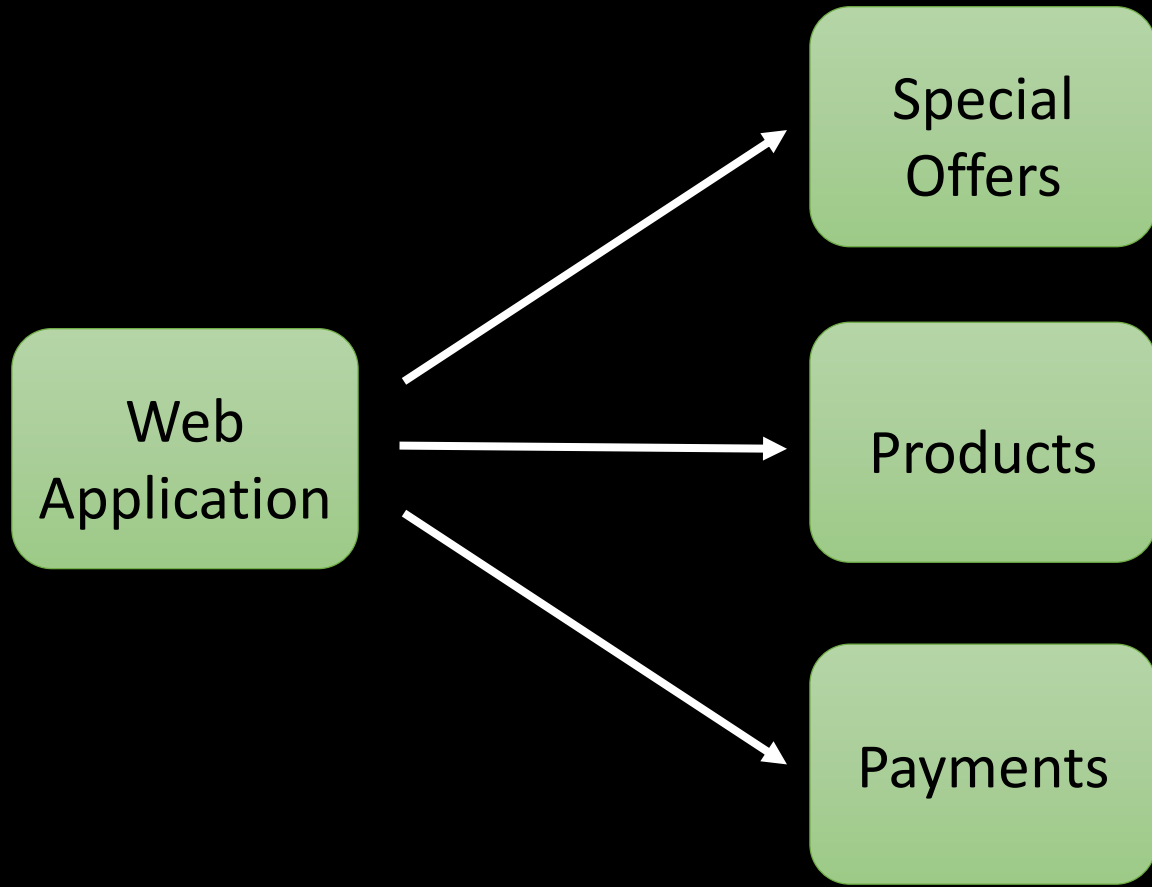 Special
Offers
Web
Application
Products
Payments